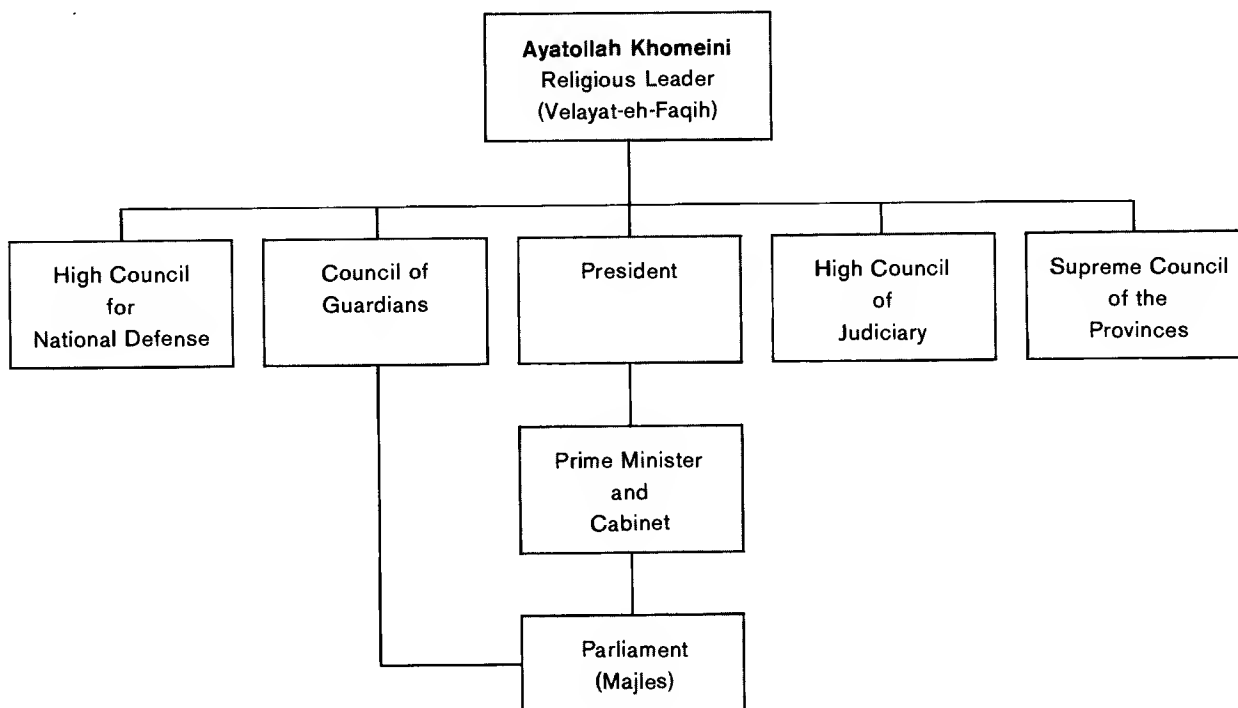 Ayatollah Khomeini
Religious Leader
(Velayat-eh-Faqih)
High Council
for
National Defense
Council of
Guardians
President
High Council
of
Judiciary
Supreme Council
of the
Provinces
Prime Minister
and
Cabinet
Parliament
(Majles)